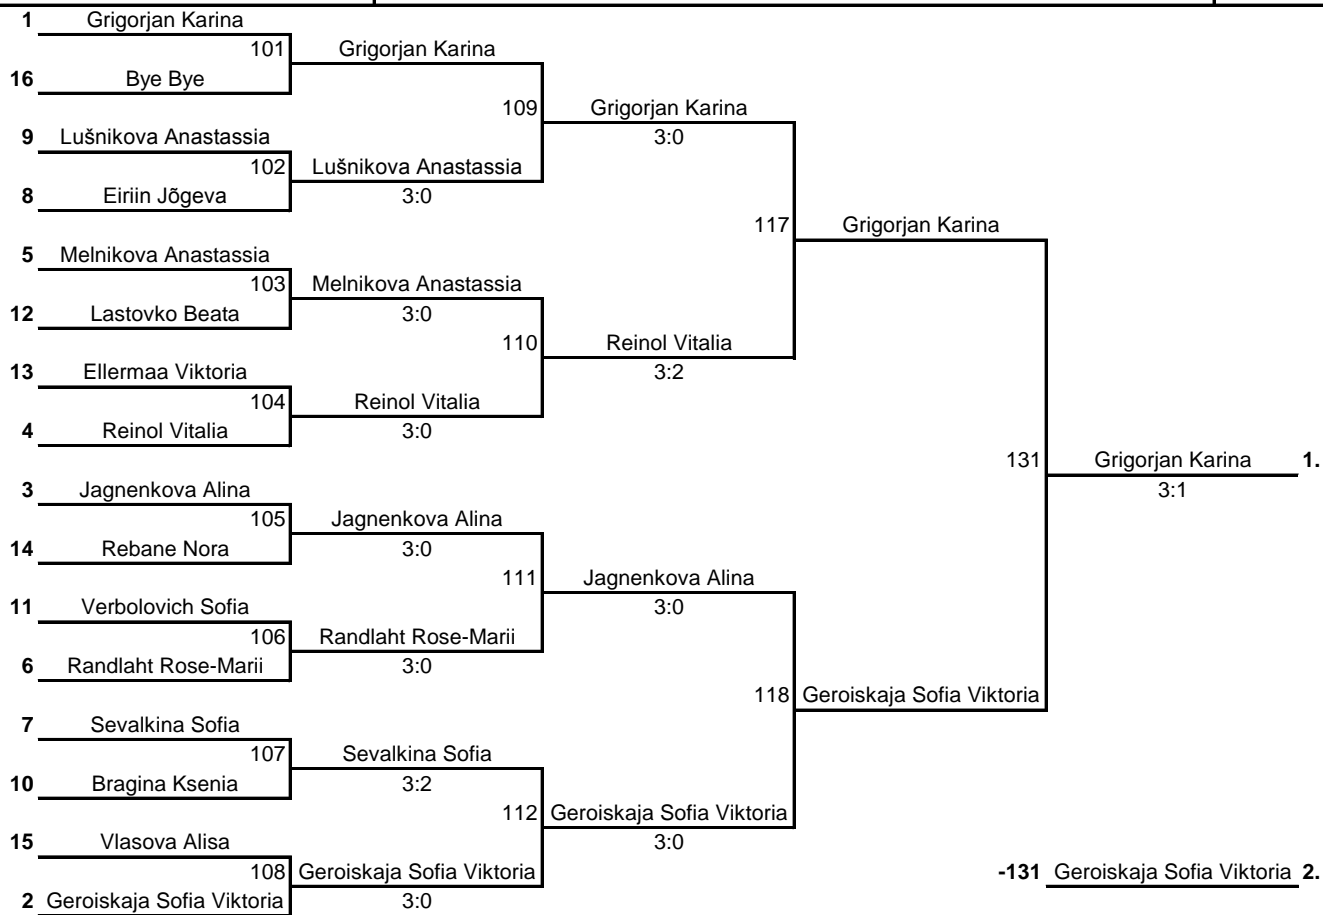 1 Grigorjan Karina
101 Grigorjan Karina
16 Bye Bye
109 Grigorjan Karina
9 Lušnikova Anastassia 3:0
102 Lušnikova Anastassia
8 Eiriin Jõgeva 3:0
117 Grigorjan Karina
5 Melnikova Anastassia
103 Melnikova Anastassia
12 Lastovko Beata 3:0
110 Reinol Vitalia
13 Ellermaa Viktoria 3:2
104 Reinol Vitalia
4 Reinol Vitalia 3:0
131 Grigorjan Karina 1.
3 Jagnenkova Alina 3:1
105 Jagnenkova Alina
14 Rebane Nora 3:0
111 Jagnenkova Alina
11 Verbolovich Sofia 3:0
106 Randlaht Rose-Marii
6 Randlaht Rose-Marii 3:0
118 Geroiskaja Sofia Viktoria
7 Sevalkina Sofia
107 Sevalkina Sofia
10 Bragina Ksenia 3:2
112 Geroiskaja Sofia Viktoria
15 Vlasova Alisa 3:0
108 Geroiskaja Sofia Viktoria -131 Geroiskaja Sofia Viktoria 2.
2 Geroiskaja Sofia Viktoria 3:0